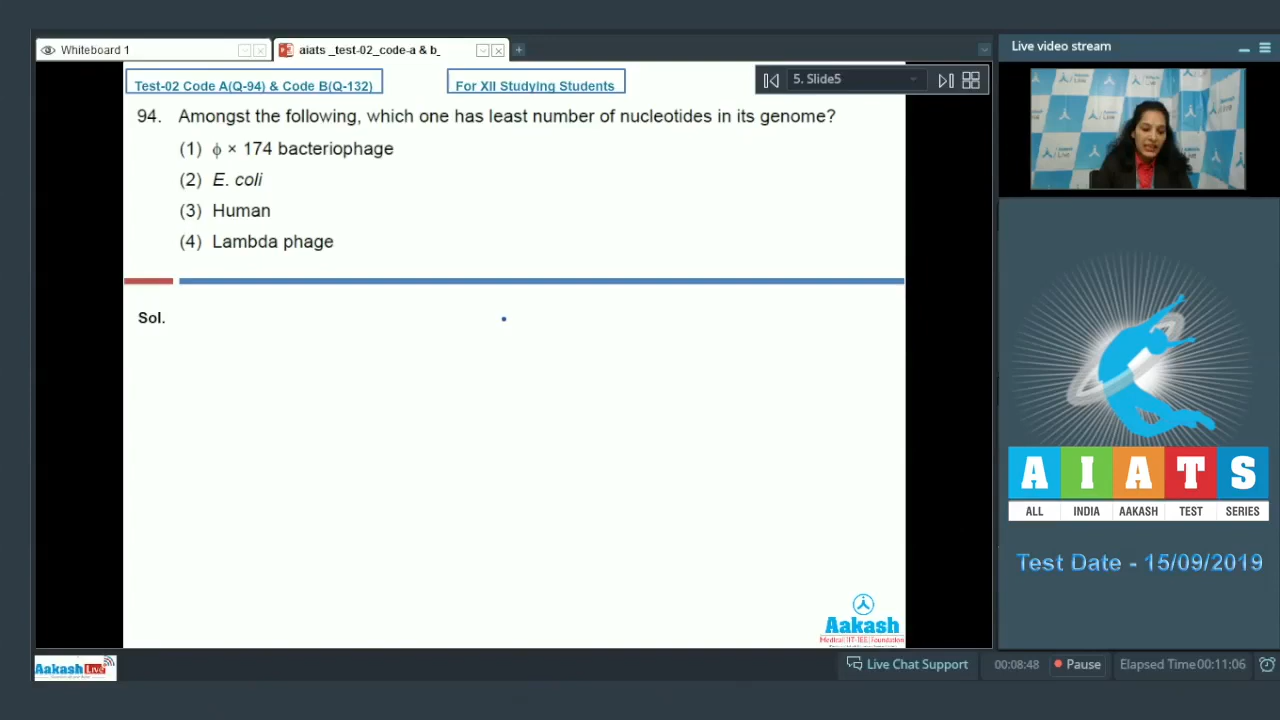 Whiteboard 1
aiats _test-02_code-a & b_
Live video stream
Test-02 Code A(Q-94) & Code B(Q-132)
For XII Studying Students
5. Slide5
94. Amongst the following, which one has least number of nucleotides in its genome?
(1) ϕ × 174 bacteriophage
(2) E. coli
(3) Human
(4) Lambda phage
Sol.
A I A T S
ALL INDIA AAKASH TEST SERIES
Test Date - 15/09/2019
Aakash
Medical|IIT-JEE|Foundation
Aakash Live
Live Chat Support
00:08:48
Pause
Elapsed Time 00:11:06